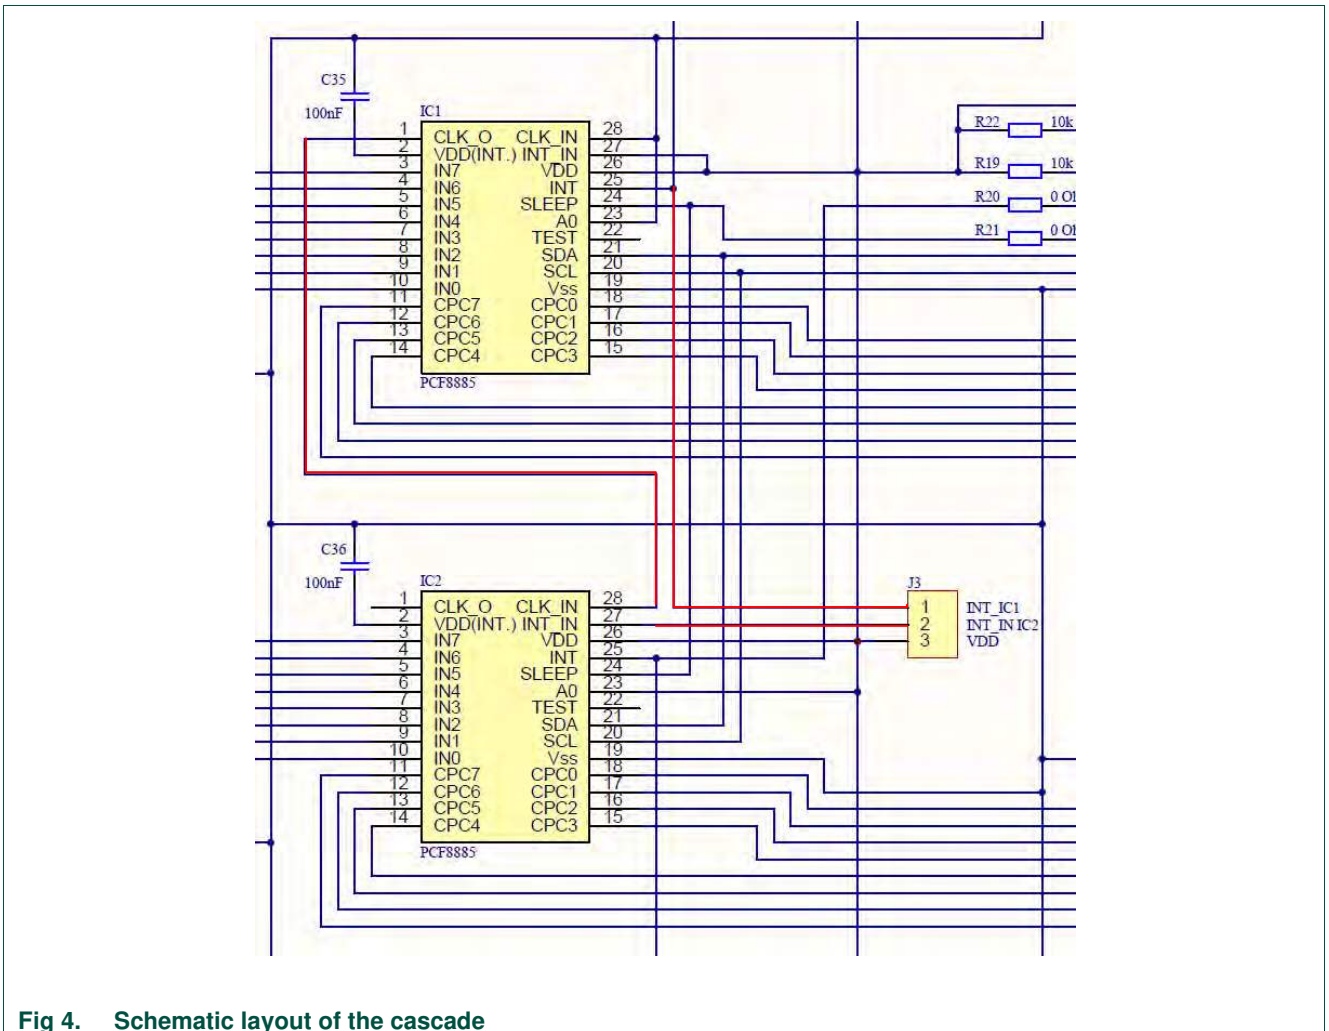 C35
100nF
IC1
1 CLK_O CLK_IN 28
2 VDD(INT.) INT_IN 27
3 IN7 VDD 26
4 IN6 INT 25
5 IN5 SLEEP 24
6 IN4 A0 23
7 IN3 TEST 22
8 IN2 SDA 21
9 IN1 SCL 20
10 IN0 Vss 19
11 CPC7 CPC0 18
12 CPC6 CPC1 17
13 CPC5 CPC2 16
14 CPC4 CPC3 15
PCF8885
R22 10k
R19 10k
R20
R21
C36
100nF
IC2
1 CLK_O CLK_IN 28
2 VDD(INT.) INT_IN 27
3 IN7 VDD 26
4 IN6 INT 25
5 IN5 SLEEP 24
6 IN4 A0 23
7 IN3 TEST 22
8 IN2 SDA 21
9 IN1 SCL 20
10 IN0 Vss 19
11 CPC7 CPC0 18
12 CPC6 CPC1 17
13 CPC5 CPC2 16
14 CPC4 CPC3 15
PCF8885
J3
1 INT_IC1
2 INT_IN IC2
3 VDD
Fig 4. Schematic layout of the cascade